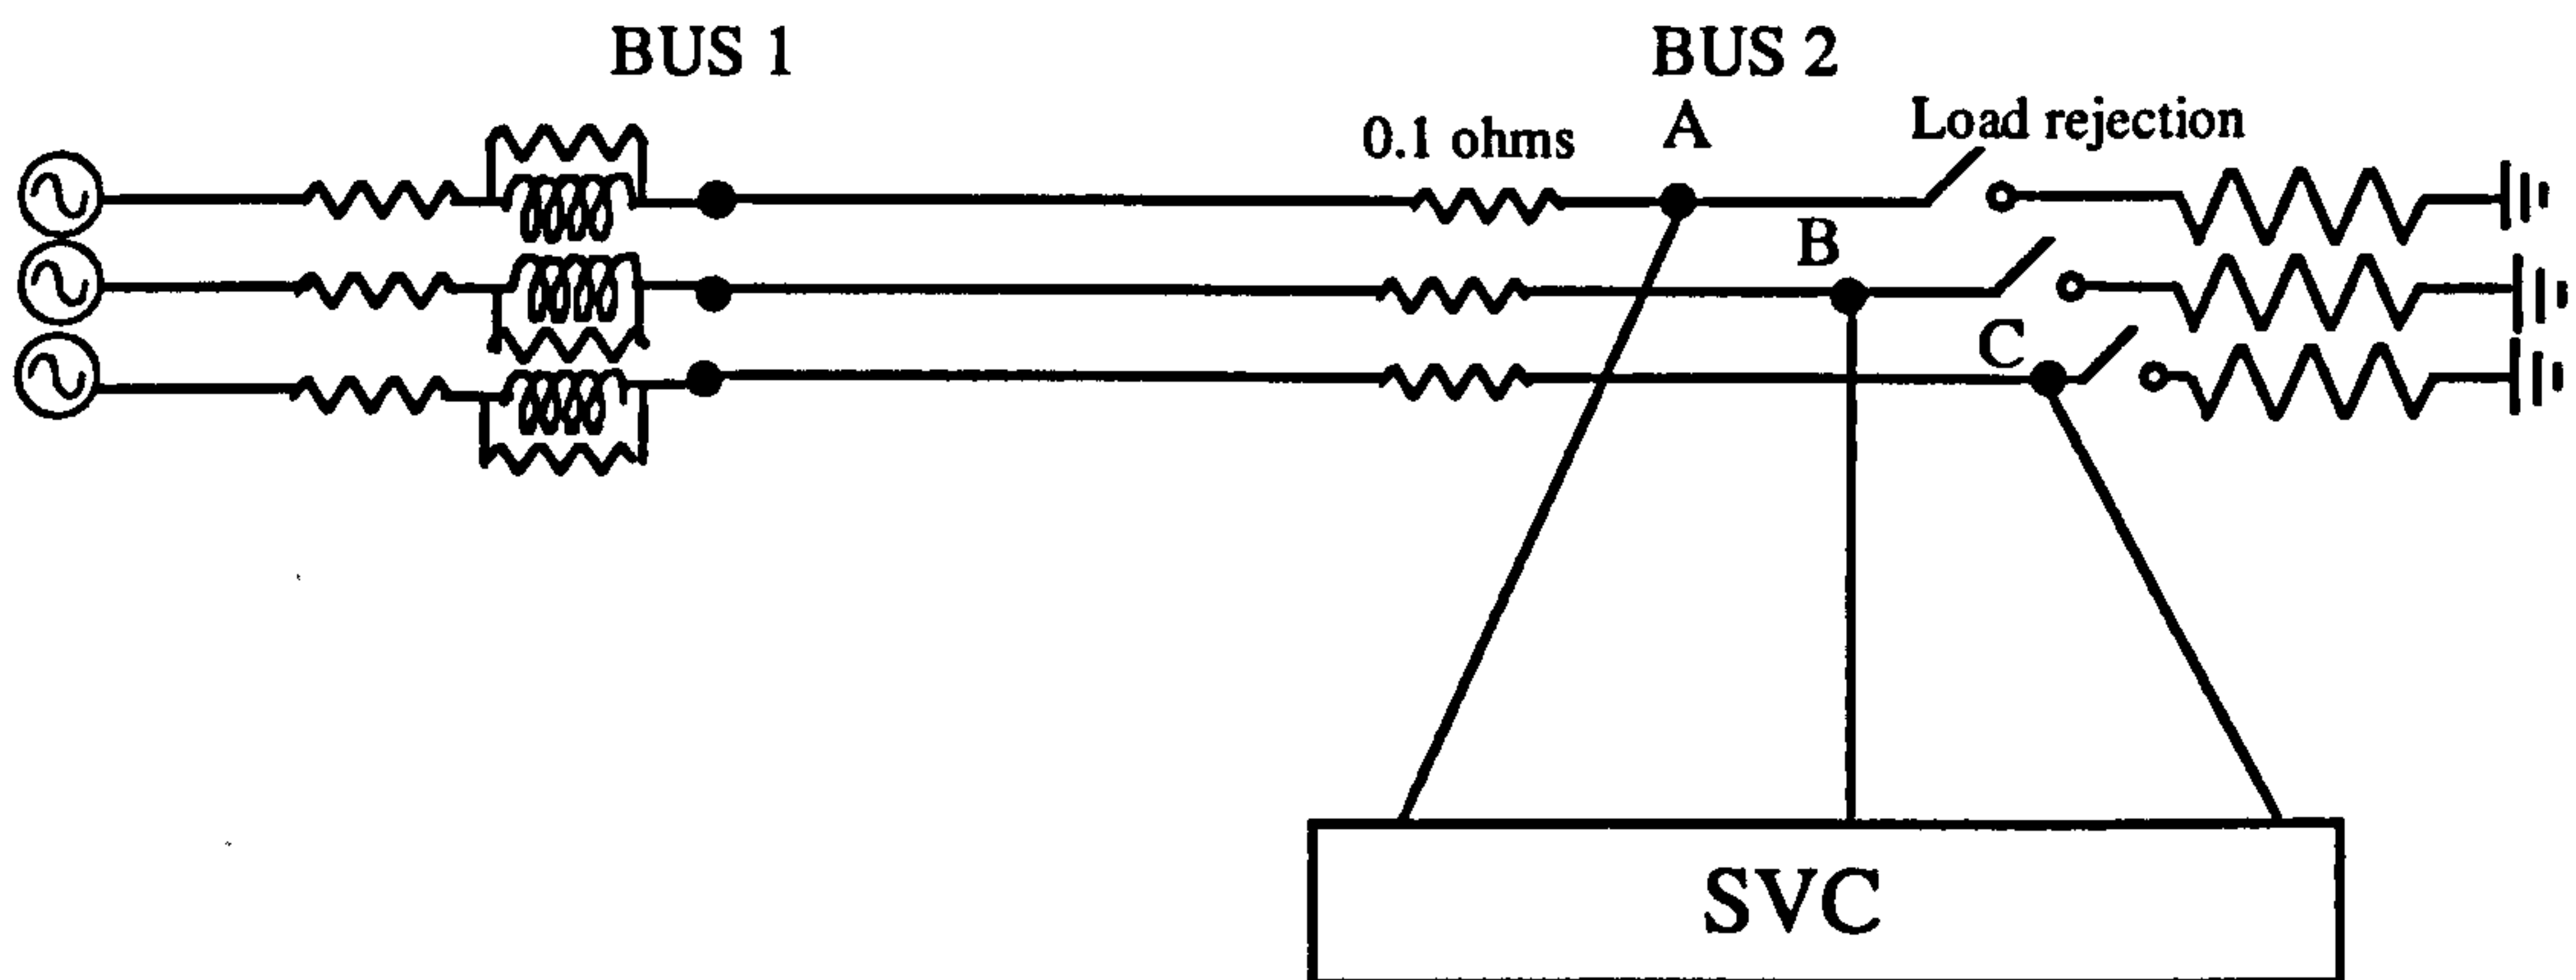 BUS 1
BUS 2
0.1 ohms
A
Load rejection
B
C
SVC